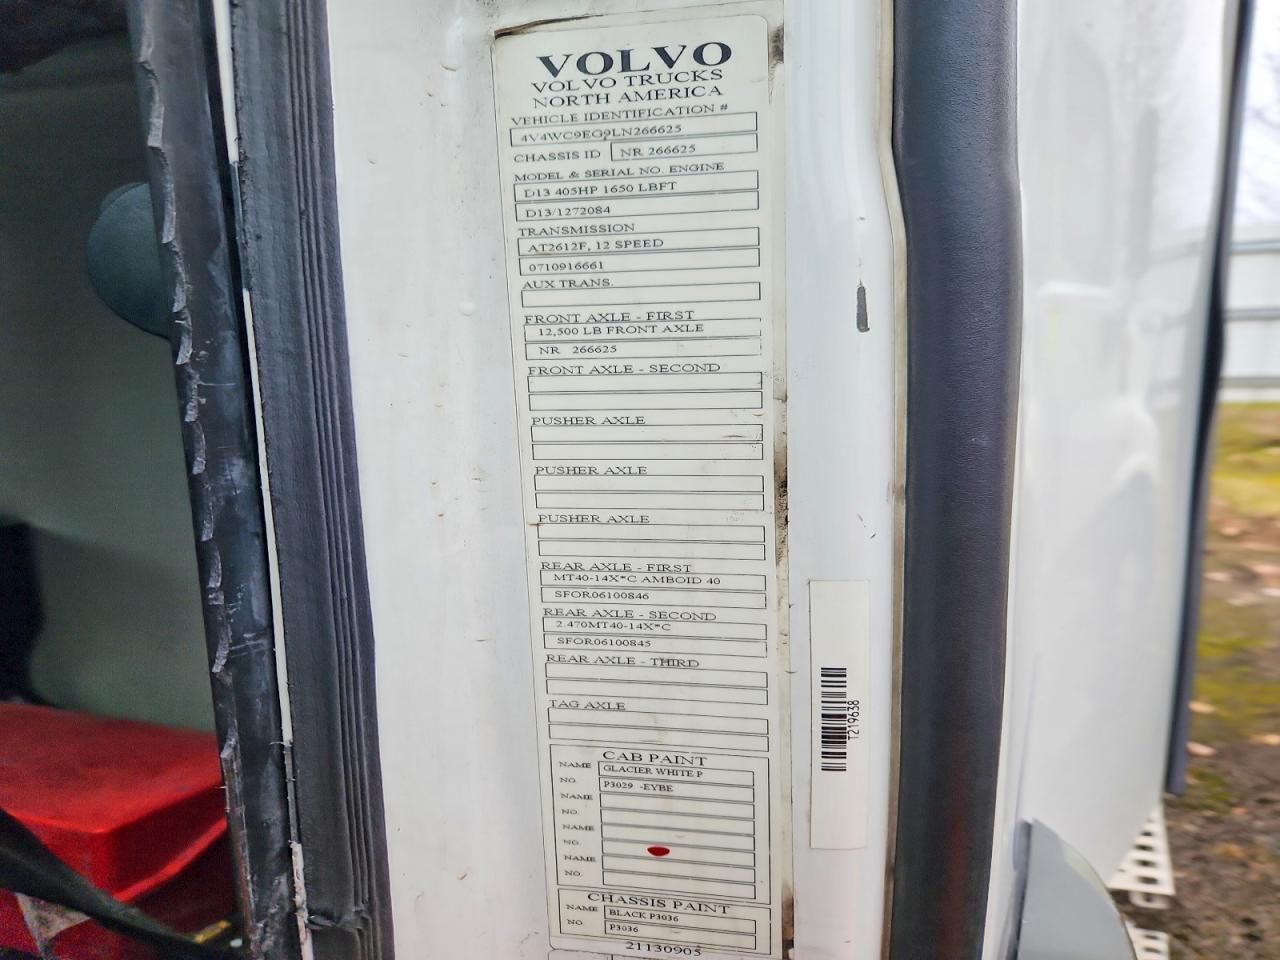 VOLVO
VOLVO TRUCKS
NORTH AMERICA
VEHICLE IDENTIFICATION #
4V4WC9EG9LN266625
CHASSIS ID NR 266625
MODEL & SERIAL NO. ENGINE
D13 405HP 1650 LBFT
D13/1272084
TRANSMISSION
AT2612F, 12 SPEED
0710916661
AUX TRANS.
FRONT AXLE - FIRST
12,500 LB FRONT AXLE
NR 266625
FRONT AXLE - SECOND
PUSHER AXLE
PUSHER AXLE
PUSHER AXLE
REAR AXLE - FIRST
MT40-14X*C AMBOID 40
SFOR06100846
REAR AXLE - SECOND
2.470MT40-14X*C
SFOR06100845
REAR AXLE - THIRD
TAG AXLE
CAB PAINT
NAME GLACIER WHITE P
NO. P3029 -EYBE
NAME
NO.
NAME
NO.
NAME
NO.
CHASSIS PAINT
NAME BLACK P3036
NO. P3036
21130905
T219638